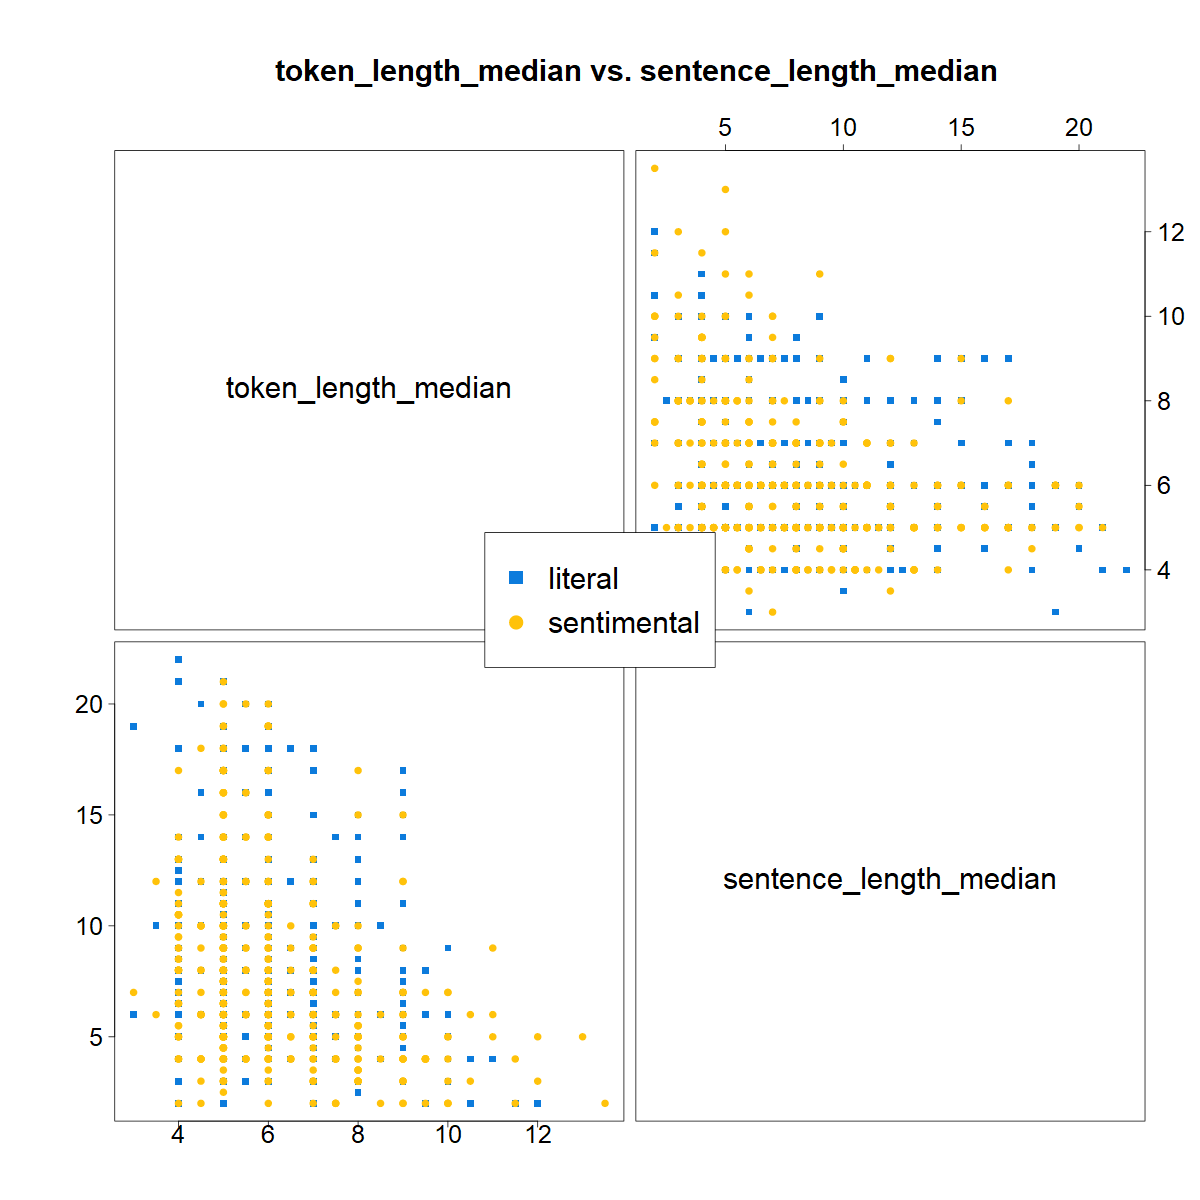 token_length_median vs. sentence_length_median
5 10 15 20
token_length_median
12
10
8
6
4
literal
sentimental
20
15
10
5
sentence_length_median
4 6 8 10 12